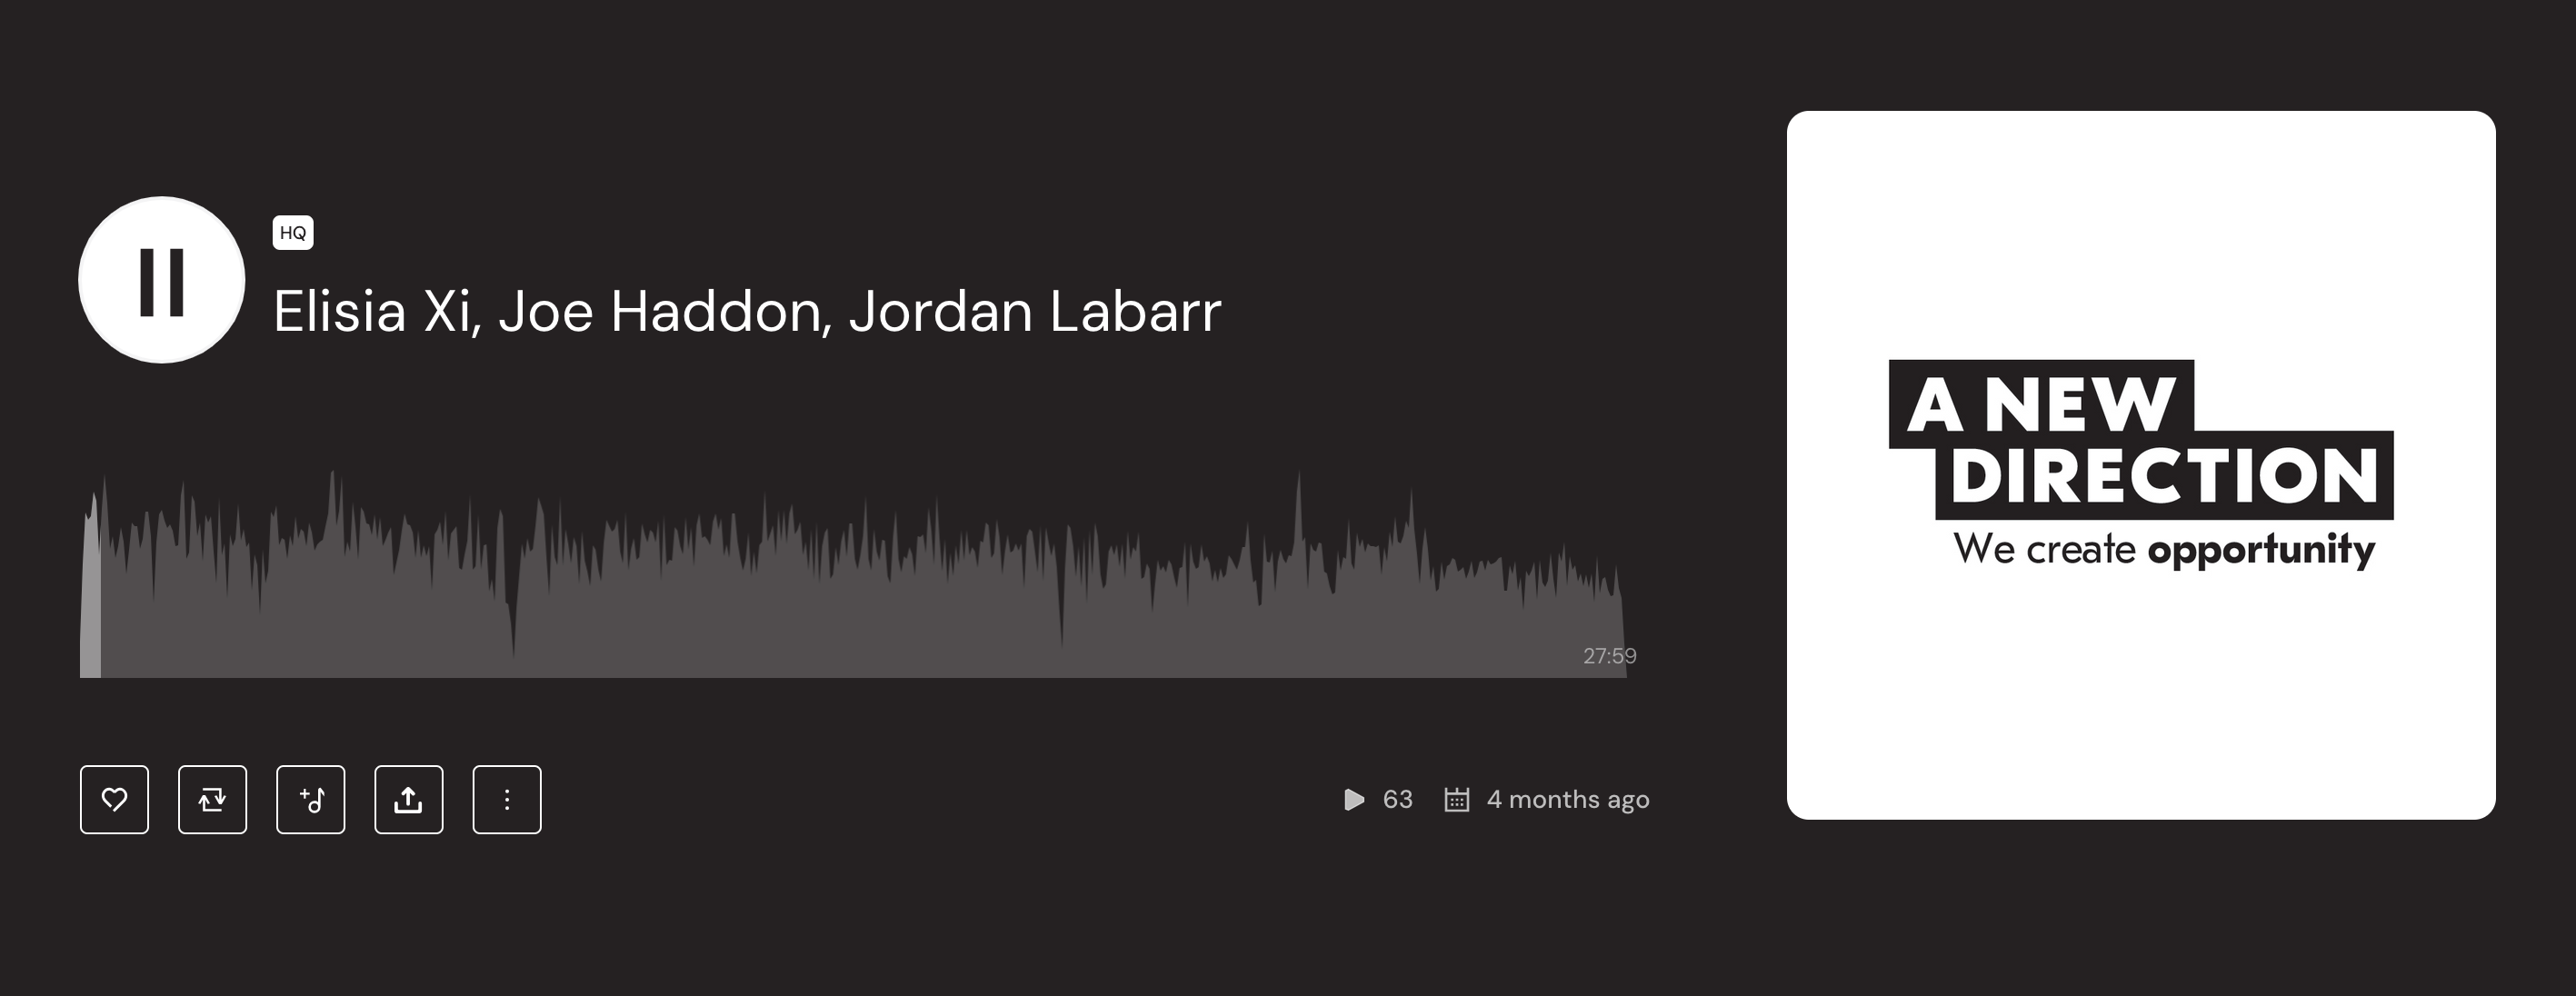 HQ
Elisia Xi, Joe Haddon, Jordan Labarr
27:59
63
4 months ago
A NEW
DIRECTION
We create opportunity